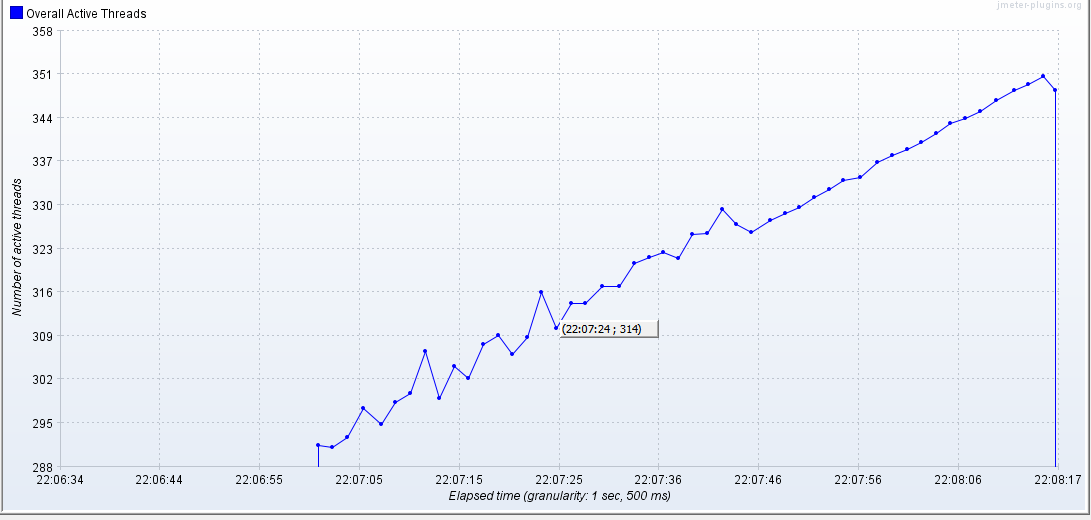 Overall Active Threads
jmeter-plugins.org
358
351
344
337
330
323
316
309
302
295
288
Number of active threads
(22:07:24 ; 314)
22:06:34 22:06:44 22:06:55 22:07:05 22:07:15 22:07:25 22:07:36 22:07:46 22:07:56 22:08:06 22:08:17
Elapsed time (granularity: 1 sec, 500 ms)